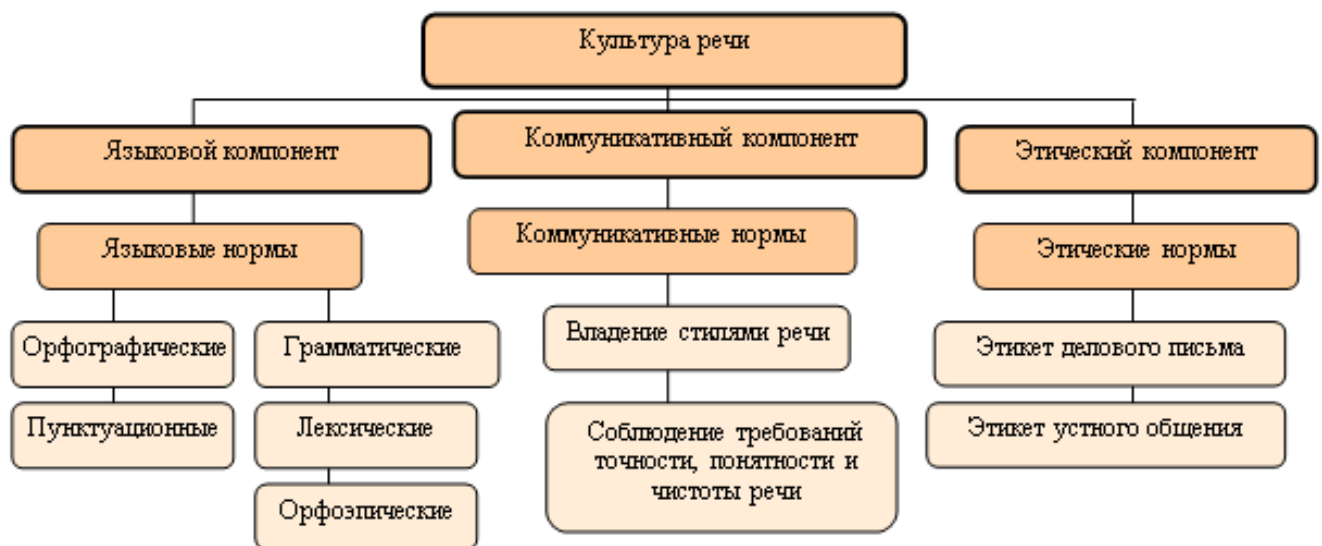 Культура речи
Языковой компонент
Коммуникативный компонент
Этический компонент
Языковые нормы
Коммуникативные нормы
Этические нормы
Орфографические
Грамматические
Владение стилями речи
Этикет делового письма
Пунктуационные
Лексические
Соблюдение требований
точности, понятности и
чистоты речи
Этикет устного общения
Орфоэпические